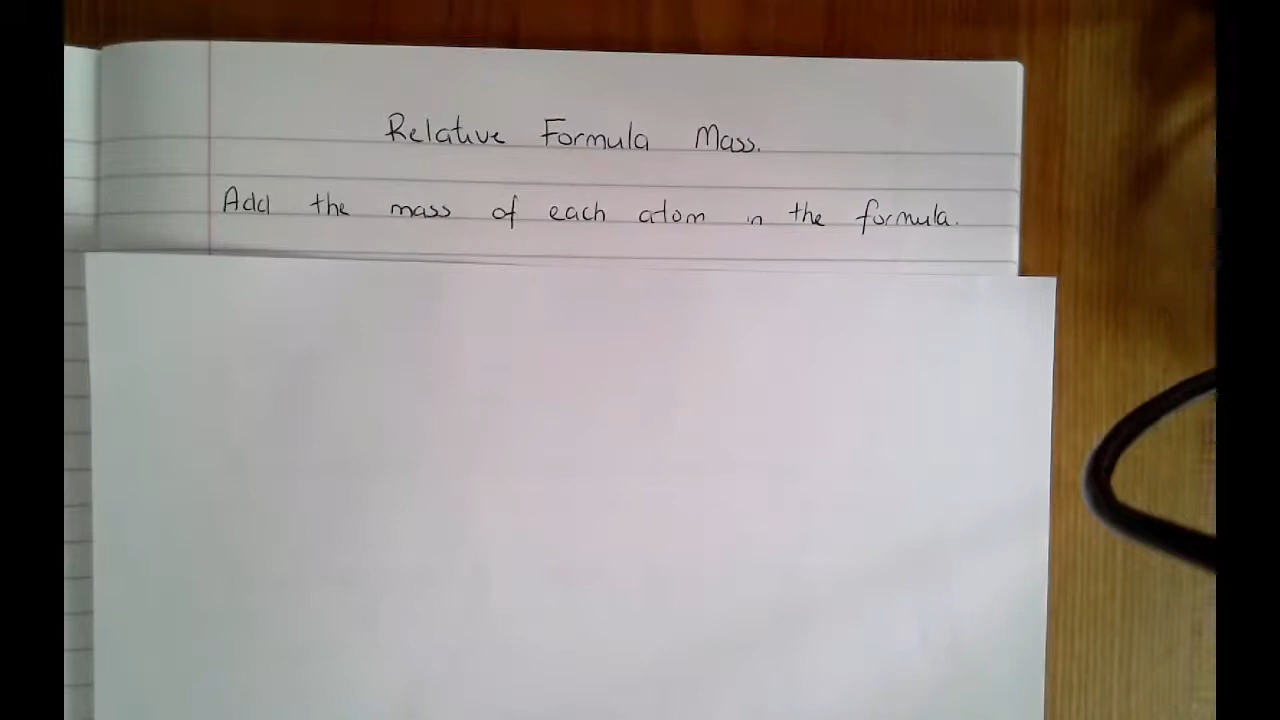 Relative Formula Mass.
Add the mass of each atom in the formula.